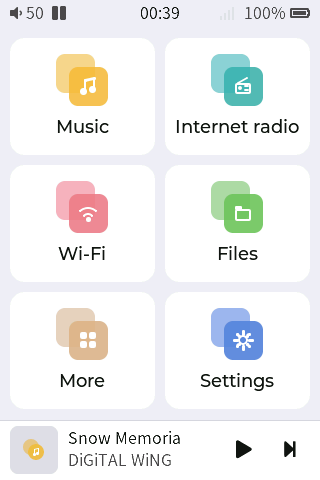 50 00:39 100%
Music Internet radio
Wi-Fi Files
More Settings
Snow Memoria
DiGiTAL WiNG